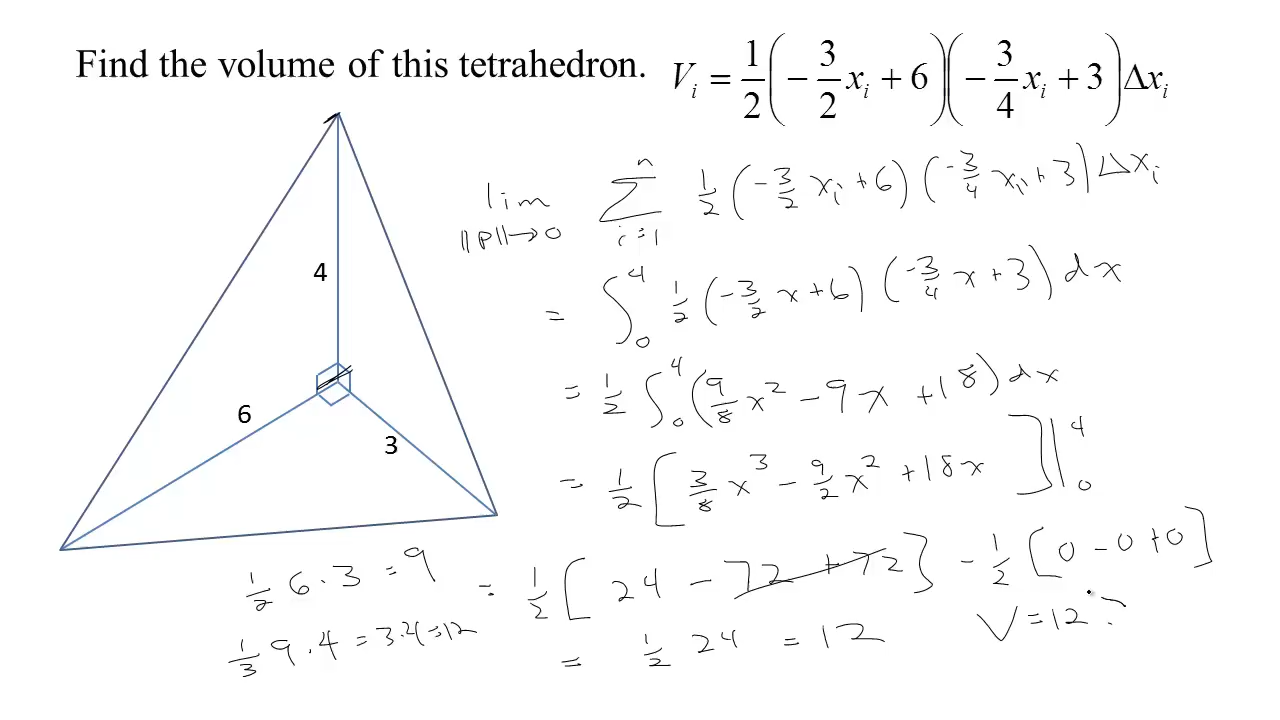 Find the volume of this tetrahedron.
V_i = 1/2(-3/2 x_i + 6)(-3/4 x_i + 3)Δx_i
lim ||P||→0 Σ i=1 n 1/2(-3/2 x_i + 6)(-3/4 x_i + 3)Δx_i
= ∫_0^4 1/2(-3/2 x + 6)(-3/4 x + 3)dx
= 1/2 ∫_0^4 (9/8 x^2 - 9x + 18)dx
= 1/2 [3/8 x^3 - 9/2 x^2 + 18x]|_0^4
= 1/2 [24 - 72 + 72] - 1/2 [0 - 0 + 0]
= 1/2 24 = 12
V = 12
4
6
3
1/2 6·3 = 9
1/3 9·4 = 3·4 = 12